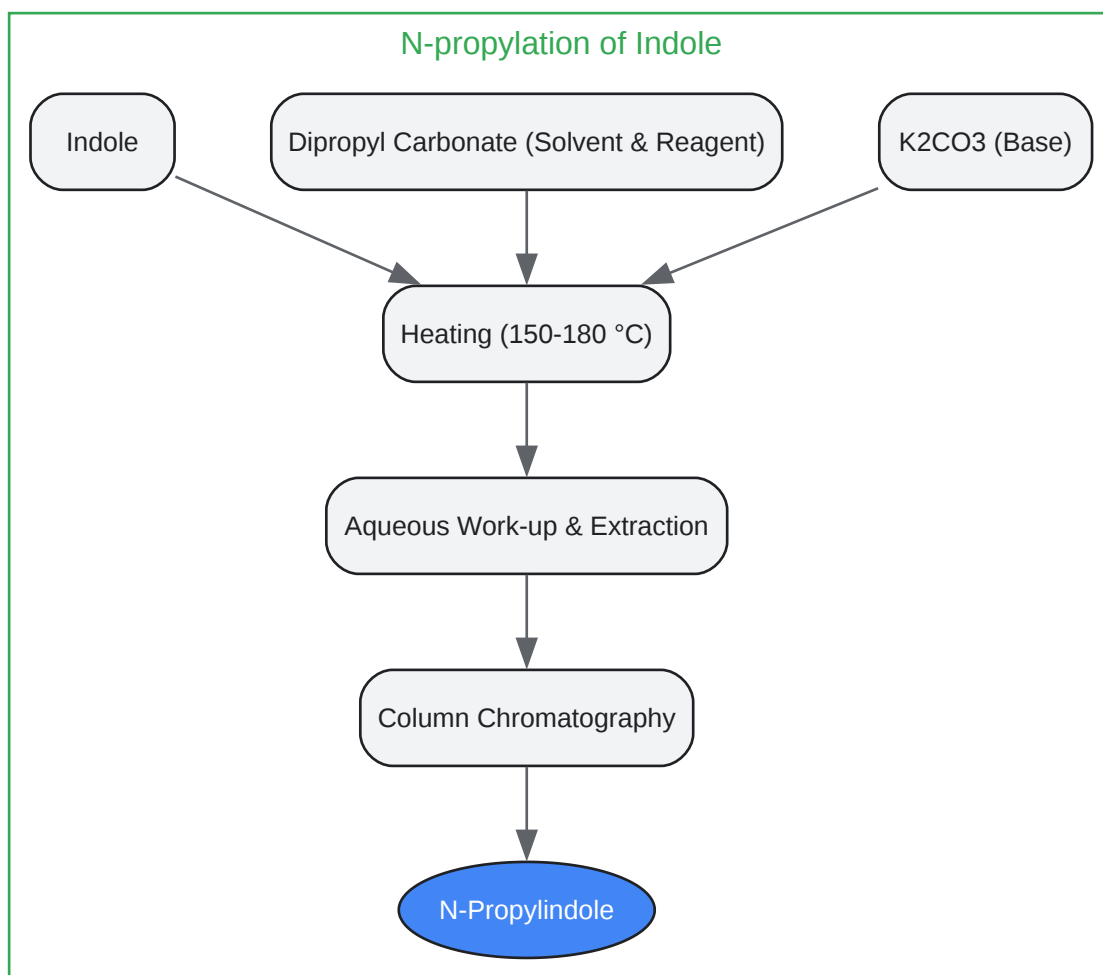 N-propylation of Indole
Indole
Dipropyl Carbonate (Solvent & Reagent)
K2CO3 (Base)
Heating (150-180 °C)
Aqueous Work-up & Extraction
Column Chromatography
N-Propylindole